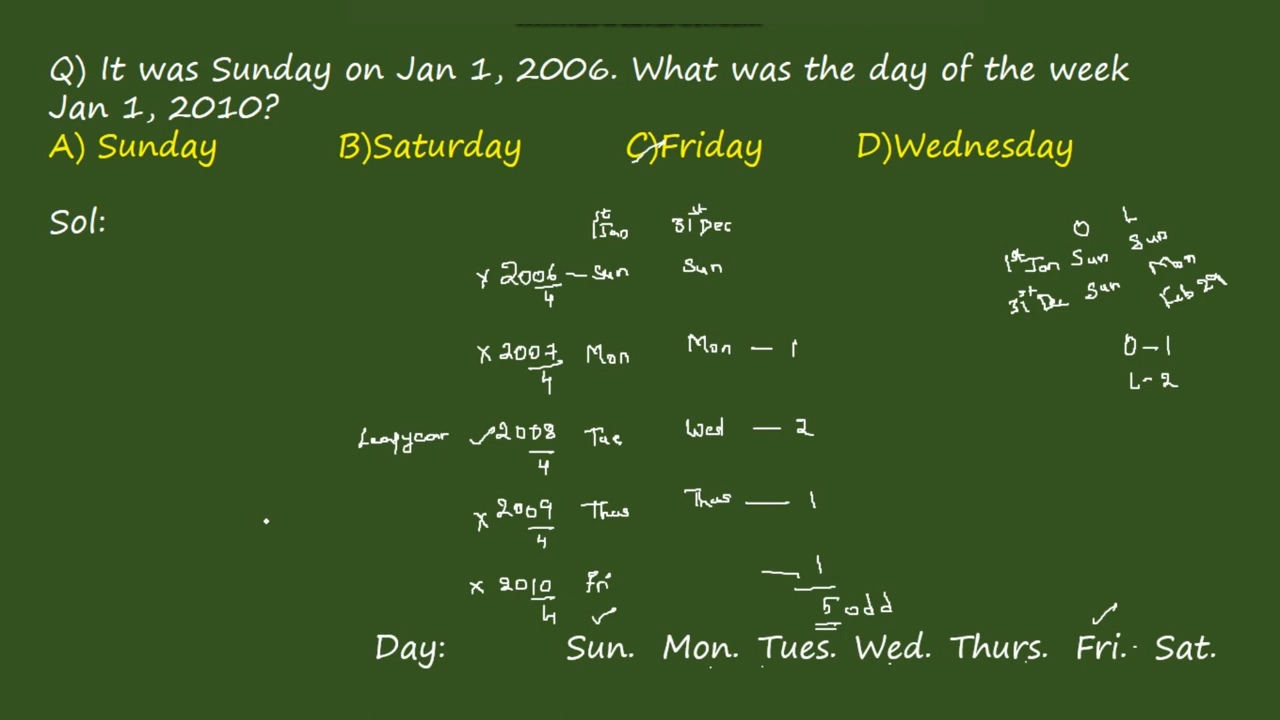 Q) It was Sunday on Jan 1, 2006. What was the day of the week
Jan 1, 2010?
A) Sunday B)Saturday C)Friday D)Wednesday
Sol:
1st Jan 31st Dec
O L
1st Jan Sun Sun
31st Dec Sun Mon
Feb 29
x 2006/4 — Sun Sun
O - 1
L - 2
x 2007/4 Mon Mon — 1
Leapyear ✓ 2008/4 Tue Wed — 2
x 2009/4 Thus Thus — 1
x 2010/4 Fri — 1
5 odd
Day: Sun. Mon. Tues. Wed. Thurs. Fri. Sat.